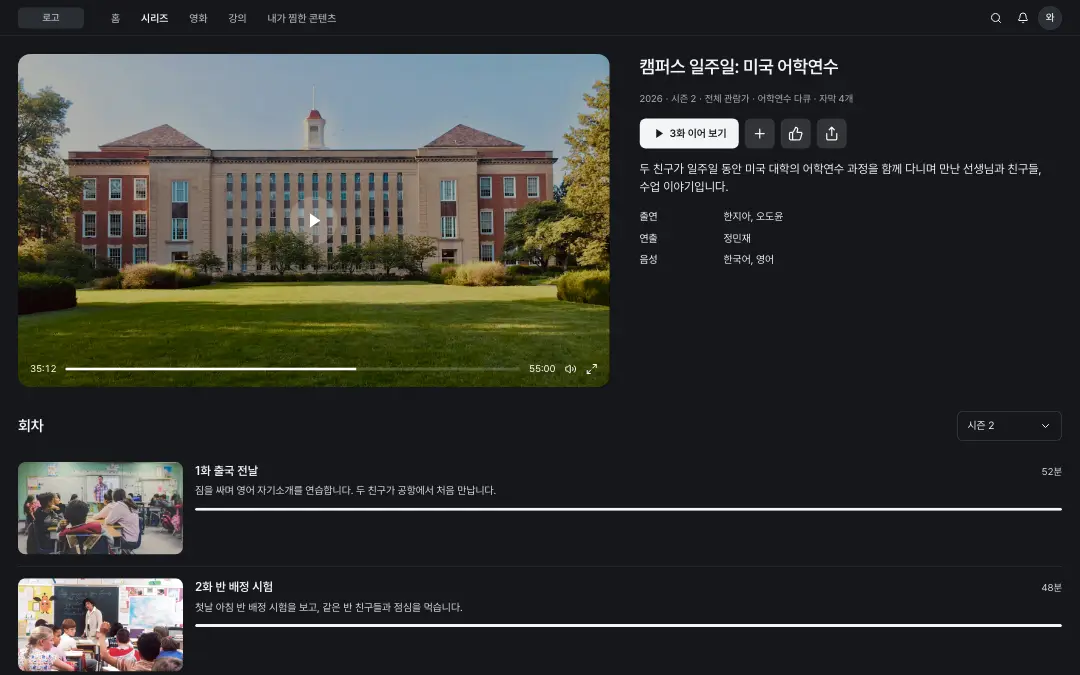 로고
홈
시리즈
영화
강의
내가 찜한 콘텐츠
와
캠퍼스 일주일: 미국 어학연수
2026 · 시즌 2 · 전체 관람가 · 어학연수 다큐 · 자막 4개
3화 이어 보기
두 친구가 일주일 동안 미국 대학의 어학연수 과정을 함께 다니며 만난 선생님과 친구들,
수업 이야기입니다.
출연 한지아, 오도윤
연출 정민재
음성 한국어, 영어
35:12
55:00
회차
시즌 2
1화 출국 전날
52분
짐을 싸며 영어 자기소개를 연습합니다. 두 친구가 공항에서 처음 만납니다.
2화 반 배정 시험
48분
첫날 아침 반 배정 시험을 보고, 같은 반 친구들과 점심을 먹습니다.